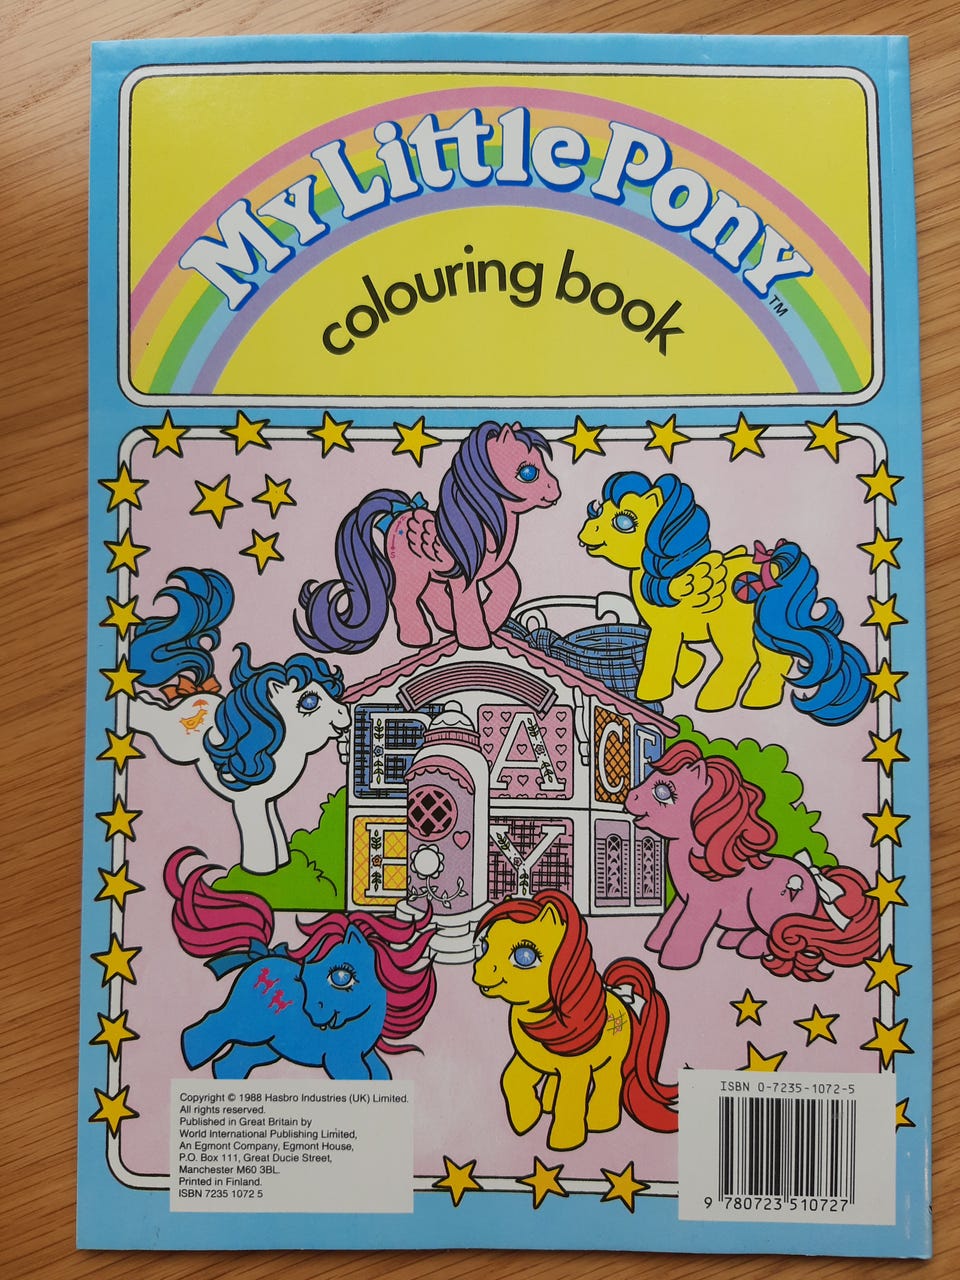 My Little Pony™
colouring book
B A C
E Y
Copyright © 1988 Hasbro Industries (UK) Limited.
All rights reserved.
Published in Great Britain by
World International Publishing Limited,
An Egmont Company, Egmont House,
P.O. Box 111, Great Ducie Street,
Manchester M60 3BL.
Printed in Finland.
ISBN 7235 1072 5
ISBN 0-7235-1072-5
9 780723 510727